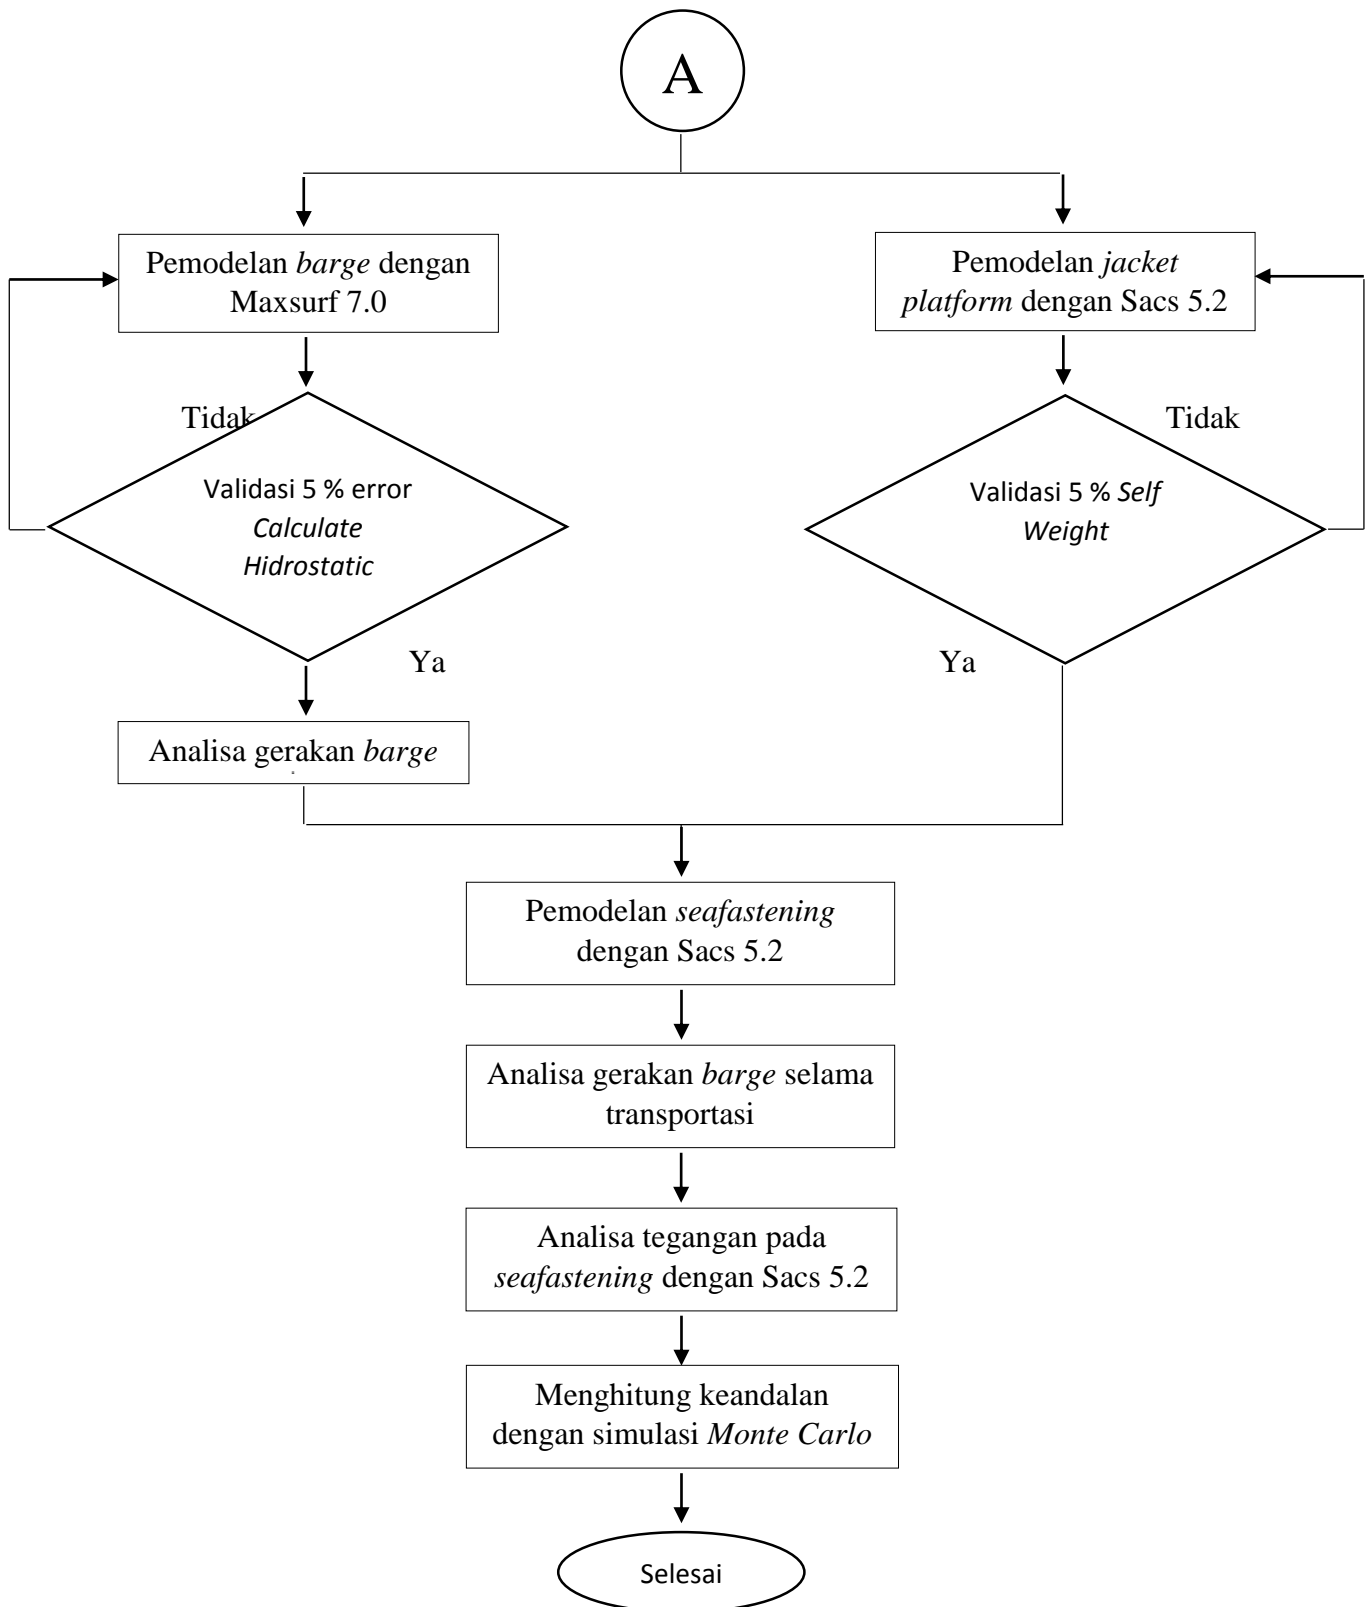 A
Pemodelan barge dengan
Maxsurf 7.0
Pemodelan jacket
platform dengan Sacs 5.2
Tidak
Tidak
Validasi 5 % error
Calculate
Hidrostatic
Validasi 5 % Self
Weight
Ya
Ya
Analisa gerakan barge
Pemodelan seafastening
dengan Sacs 5.2
Analisa gerakan barge selama
transportasi
Analisa tegangan pada
seafastening dengan Sacs 5.2
Menghitung keandalan
dengan simulasi Monte Carlo
Selesai